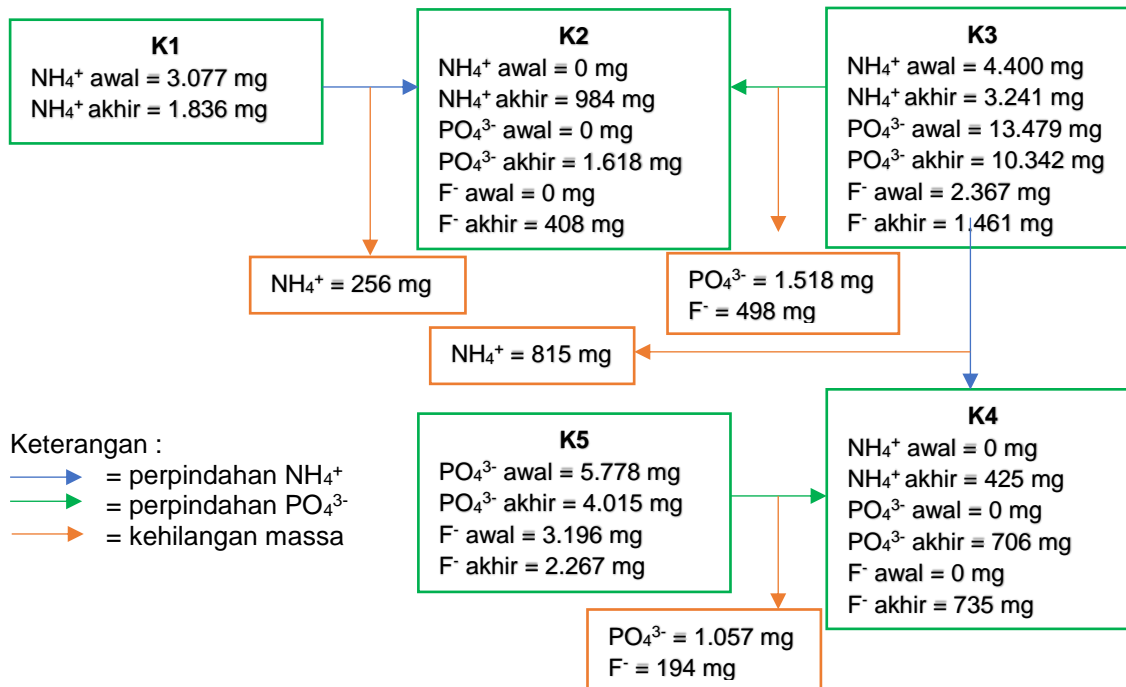 K1
NH₄⁺ awal = 3.077 mg
NH₄⁺ akhir = 1.836 mg
K2
NH₄⁺ awal = 0 mg
NH₄⁺ akhir = 984 mg
PO₄³⁻ awal = 0 mg
PO₄³⁻ akhir = 1.618 mg
F⁻ awal = 0 mg
F⁻ akhir = 408 mg
K3
NH₄⁺ awal = 4.400 mg
NH₄⁺ akhir = 3.241 mg
PO₄³⁻ awal = 13.479 mg
PO₄³⁻ akhir = 10.342 mg
F⁻ awal = 2.367 mg
F⁻ akhir = 1.461 mg
NH₄⁺ = 256 mg
PO₄³⁻ = 1.518 mg
F⁻ = 498 mg
NH₄⁺ = 815 mg
Keterangan :
= perpindahan NH₄⁺
= perpindahan PO₄³⁻
= kehilangan massa
K5
PO₄³⁻ awal = 5.778 mg
PO₄³⁻ akhir = 4.015 mg
F⁻ awal = 3.196 mg
F⁻ akhir = 2.267 mg
K4
NH₄⁺ awal = 0 mg
NH₄⁺ akhir = 425 mg
PO₄³⁻ awal = 0 mg
PO₄³⁻ akhir = 706 mg
F⁻ awal = 0 mg
F⁻ akhir = 735 mg
PO₄³⁻ = 1.057 mg
F⁻ = 194 mg